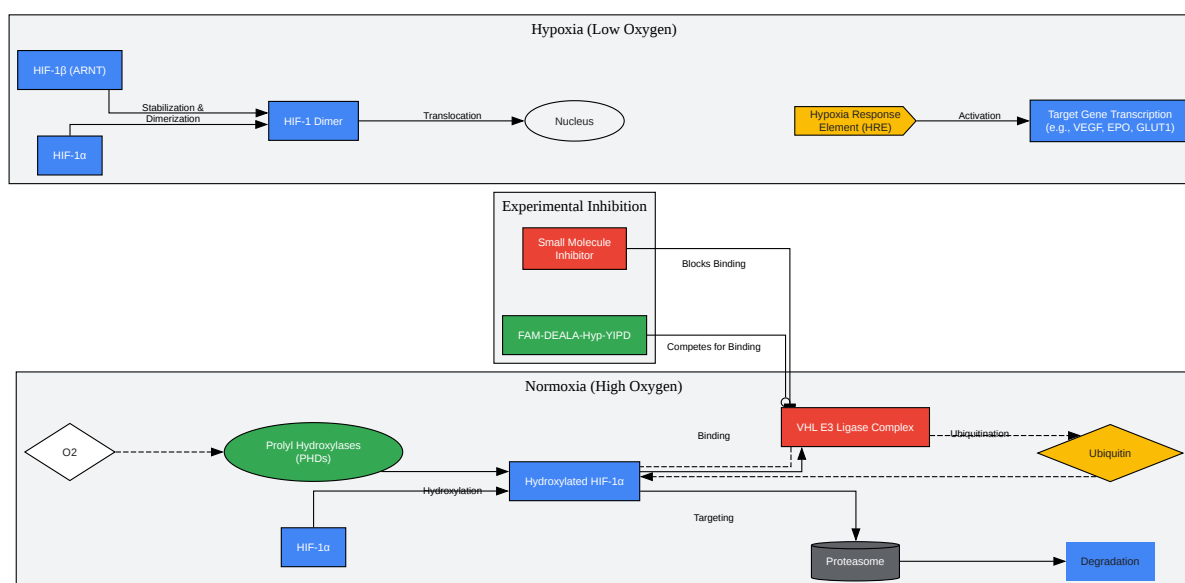 Hypoxia (Low Oxygen)
HIF-1β (ARNT)
Stabilization &
Dimerization
HIF-1α
HIF-1 Dimer
Translocation
Nucleus
Hypoxia Response
Element (HRE)
Activation
Target Gene Transcription
(e.g., VEGF, EPO, GLUT1)
Experimental Inhibition
Small Molecule
Inhibitor
Blocks Binding
FAM-DEALA-Hyp-YIPD
Competes for Binding
Normoxia (High Oxygen)
O2
Prolyl Hydroxylases
(PHDs)
Hydroxylation
HIF-1α
Hydroxylated HIF-1α
Binding
VHL E3 Ligase Complex
Ubiquitination
Ubiquitin
Targeting
Proteasome
Degradation